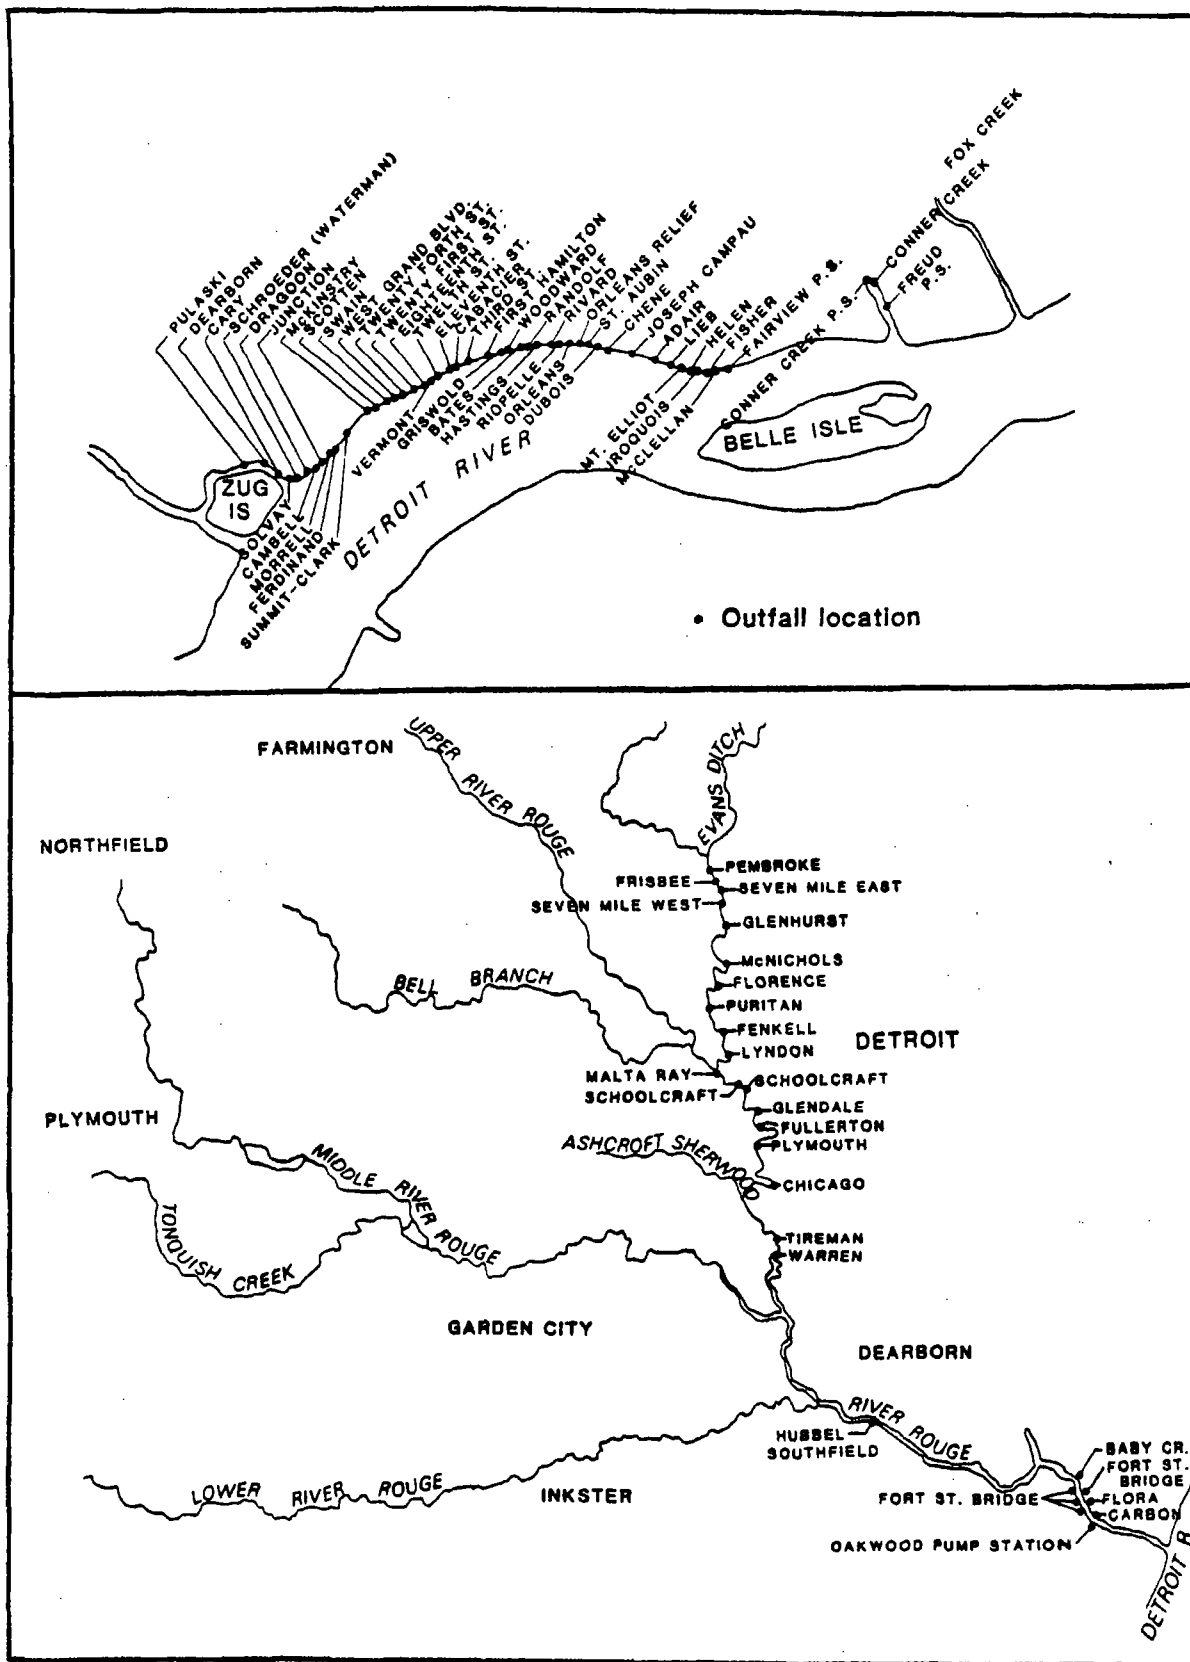 PULASKI
DEARBORN
CARY
SCHROEDER (WATERMAN)
DRAGOON
JUNCTION
McKINSTRY
SCOTTEN
SWAIN
WEST GRAND BLVD.
TWENTY FORTH ST.
TWENTY FIRST ST.
EIGHTEENTH ST.
TWELTH ST.
ELEVENTH ST.
CABACIER
THIRD ST.
FIRST HAMILTON
WOODWARD
RANDOLF
RIVARD
ORLEANS RELIEF
ST. AUBIN
CHENE
JOSEPH CAMPAU
ADAIR
LIEB
HELEN
FISHER
FAIRVIEW P.S.
CONNER CREEK P.S.
CONNER CREEK
FOX CREEK
FREUD
P.S.
VERMONT
GRISWOLD
BATES
HASTINGS
RIOPELLE
ORLEANS
DUBOIS
MT. ELLIOT
IROQUOIS
McCLELLAN
BELLE ISLE
DETROIT RIVER
ZUG
IS
SOLVAY
CAMBELL
MORRELL
FERDINAND
SUMMIT-CLARK
• Outfall location
FARMINGTON
UPPER RIVER ROUGE
EVANS DITCH
NORTHFIELD
PEMBROKE
FRISBEE
SEVEN MILE EAST
SEVEN MILE WEST
GLENHURST
McNICHOLS
BELL BRANCH
FLORENCE
PURITAN
FENKELL
DETROIT
LYNDON
MALTA RAY
SCHOOLCRAFT
SCHOOLCRAFT
GLENDALE
PLYMOUTH
FULLERTON
ASHCROFT SHERWOOD
PLYMOUTH
MIDDLE RIVER ROUGE
CHICAGO
TONQUISH CREEK
TIREMAN
WARREN
GARDEN CITY
DEARBORN
RIVER ROUGE
HUBBEL
SOUTHFIELD
BABY CR.
FORT ST.
BRIDGE
LOWER RIVER ROUGE
INKSTER
FORT ST. BRIDGE
FLORA
CARBON
OAKWOOD PUMP STATION
DETROIT R